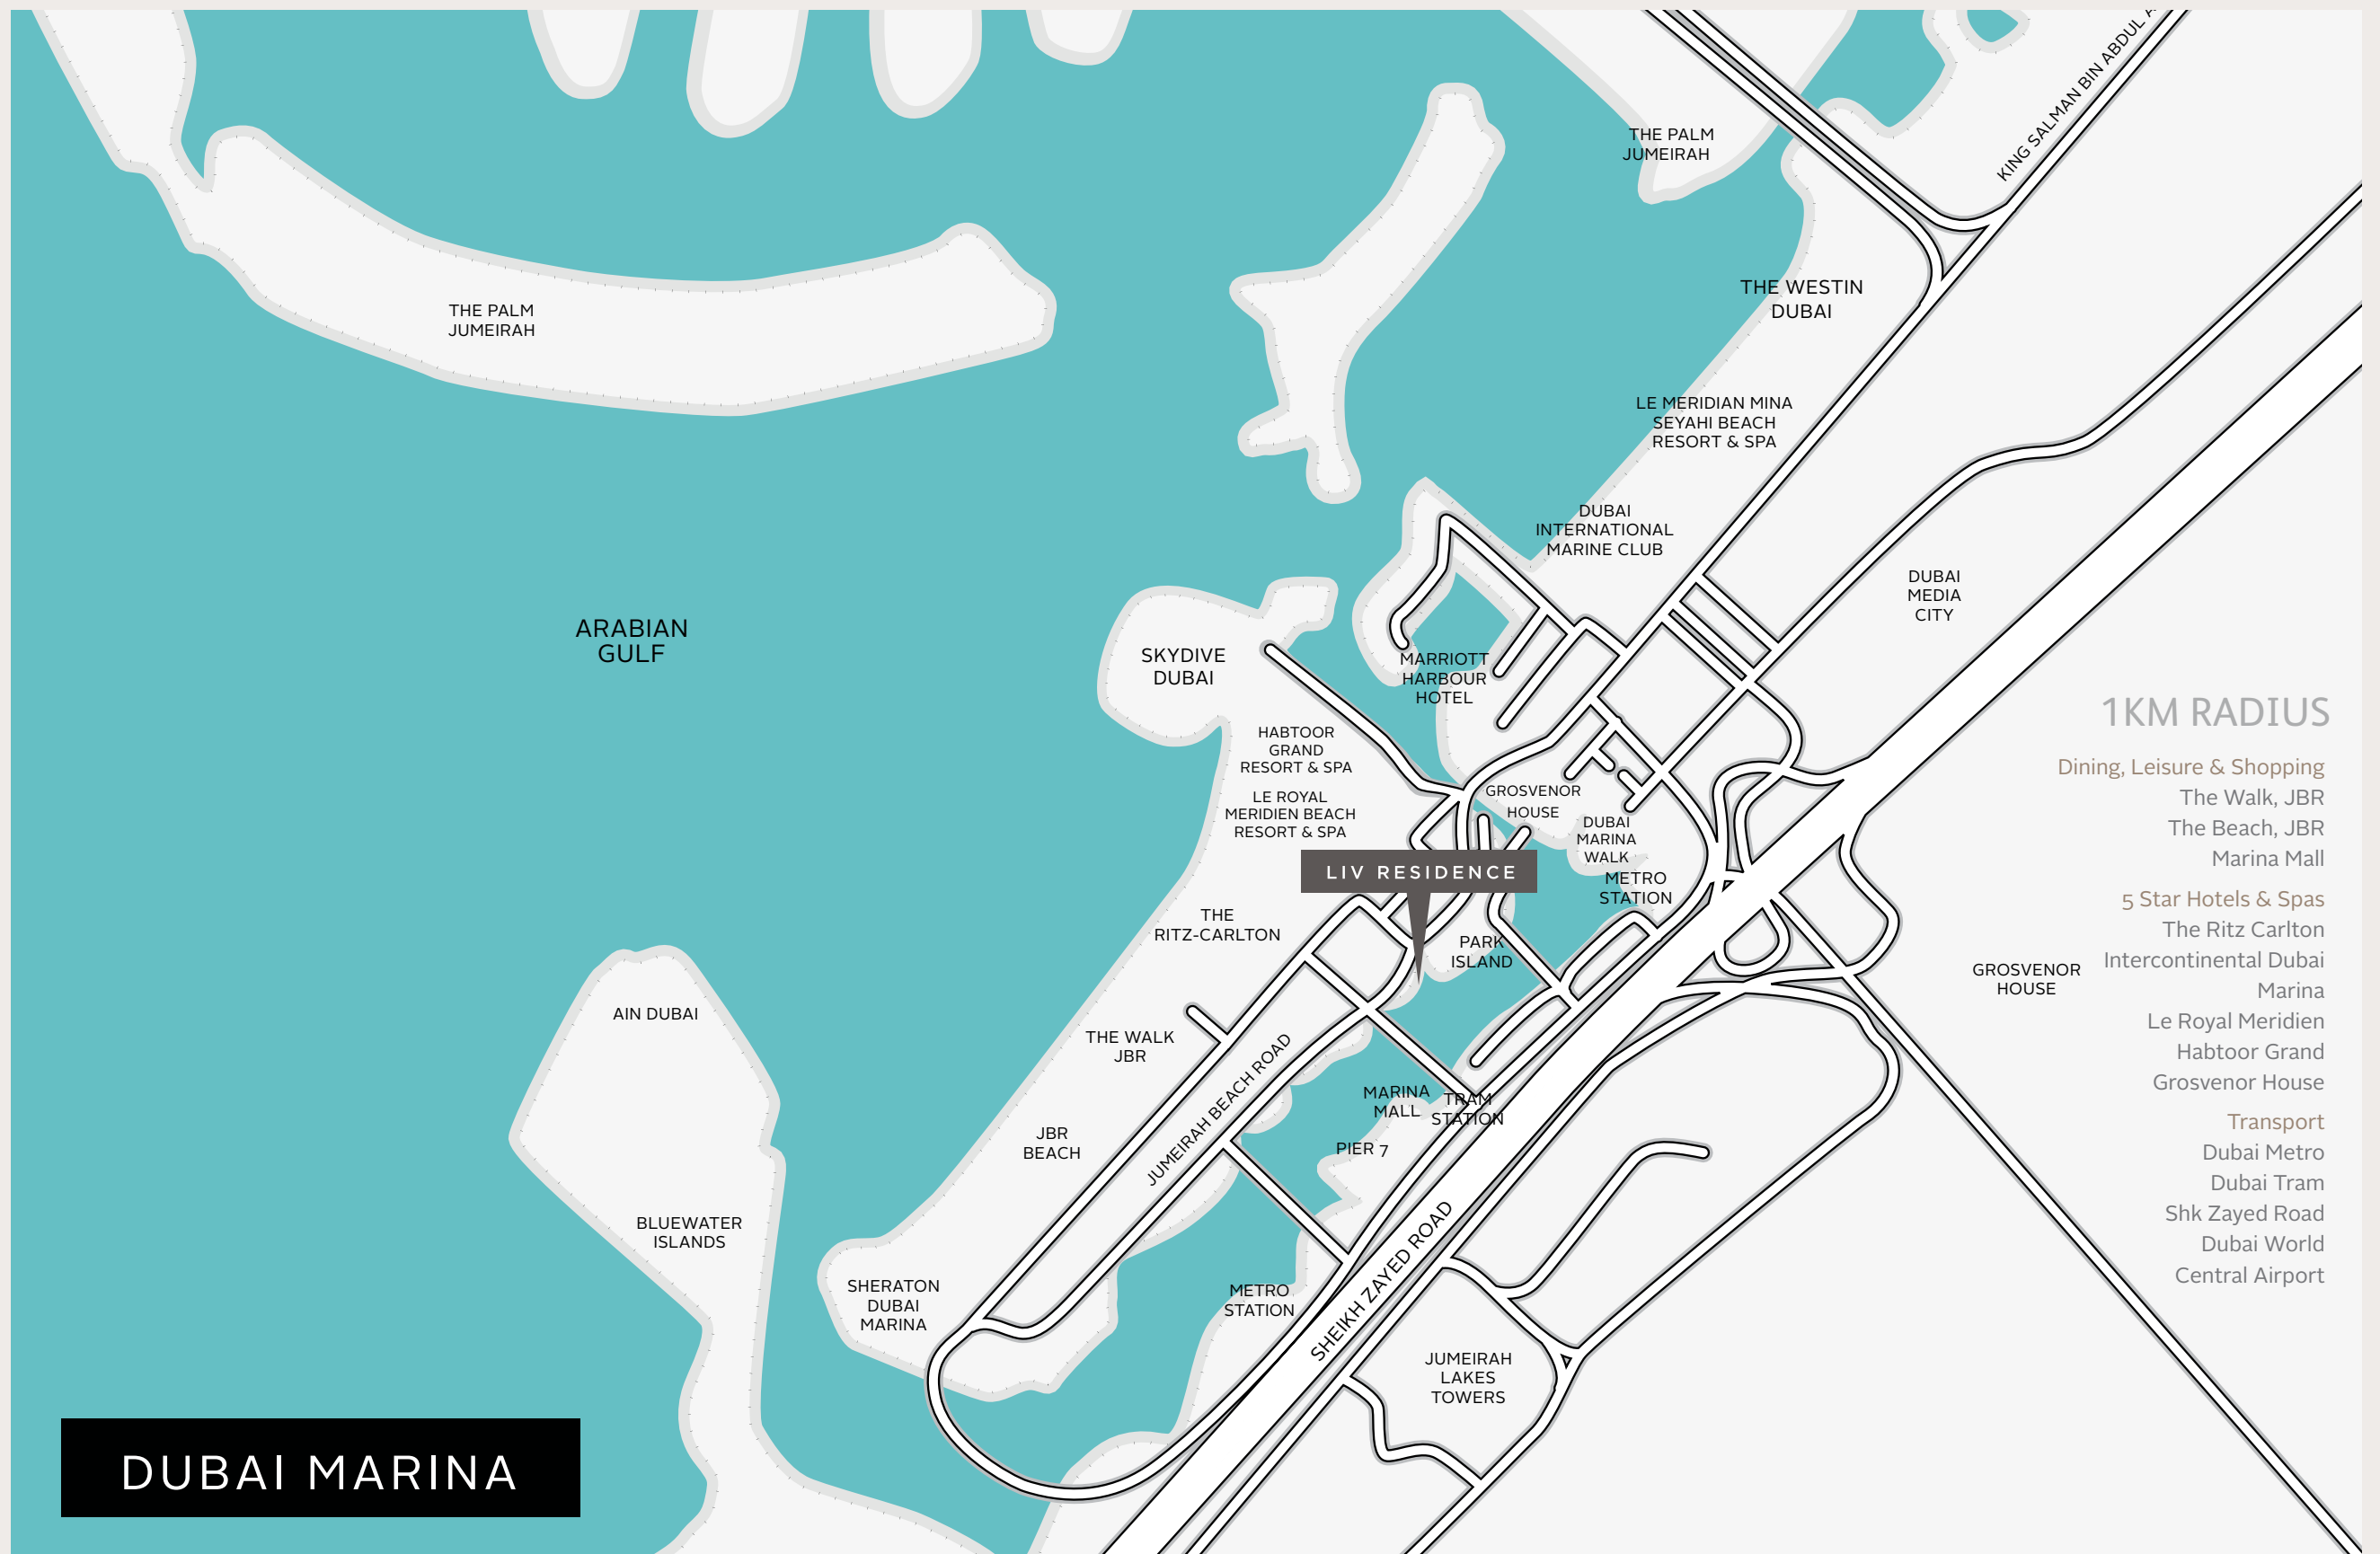 KING SALMAN BIN ABDUL
THE PALM
JUMEIRAH
THE WESTIN
DUBAI
THE PALM
JUMEIRAH
LE MERIDIAN MINA
SEYAHI BEACH
RESORT & SPA
DUBAI
INTERNATIONAL
MARINE CLUB
DUBAI
MEDIA
CITY
ARABIAN
GULF
SKYDIVE
DUBAI
MARRIOTT
HARBOUR
HOTEL
HABTOOR
GRAND
RESORT & SPA
LE ROYAL
MERIDIEN BEACH
RESORT & SPA
GROSVENOR
HOUSE
DUBAI
MARINA
WALK
LIV RESIDENCE
METRO
STATION
THE
RITZ-CARLTON
PARK
ISLAND
GROSVENOR
HOUSE
AIN DUBAI
THE WALK
JBR
JUMEIRAH BEACH ROAD
MARINA
MALL
TRAM
STATION
JBR
BEACH
PIER 7
BLUEWATER
ISLANDS
SHERATON
DUBAI
MARINA
METRO
STATION
SHEIKH ZAYED ROAD
JUMEIRAH
LAKES
TOWERS
1KM RADIUS
Dining, Leisure & Shopping
The Walk, JBR
The Beach, JBR
Marina Mall
5 Star Hotels & Spas
The Ritz Carlton
Intercontinental Dubai
Marina
Le Royal Meridien
Habtoor Grand
Grosvenor House
Transport
Dubai Metro
Dubai Tram
Shk Zayed Road
Dubai World
Central Airport
DUBAI MARINA